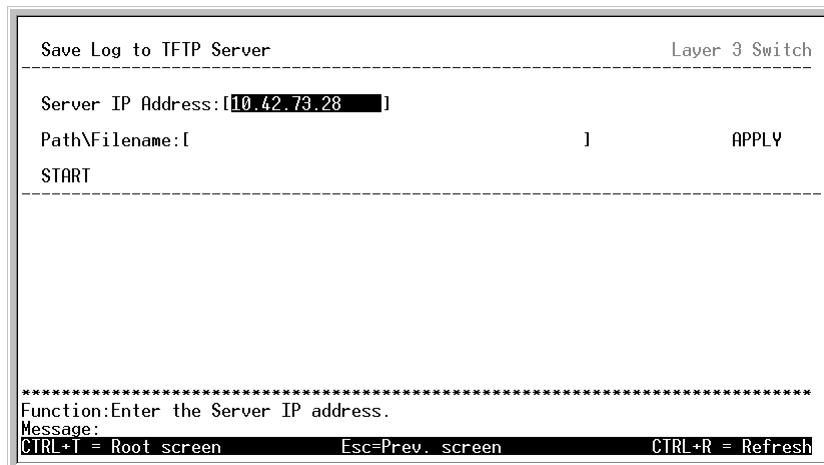 Save Log to TFTP Server Layer 3 Switch
Server IP Address:[10.42.73.28 ]
Path\Filename:[ ] APPLY
START
********************************************************************************
Function:Enter the Server IP address.
Message:
CTRL+T = Root screen Esc=Prev. screen CTRL+R = Refresh